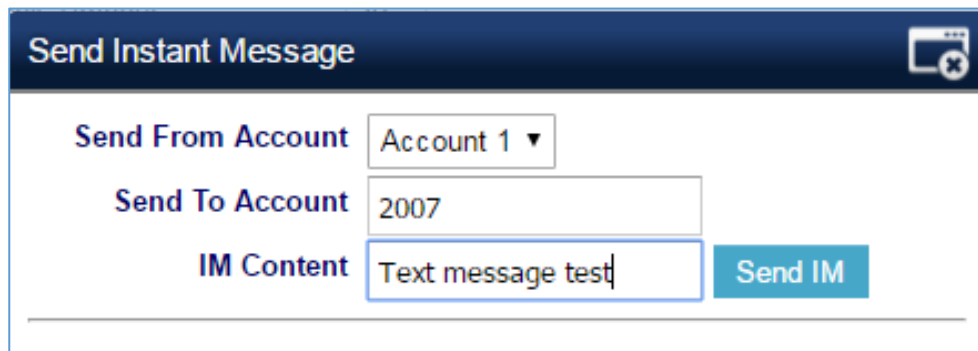 Send Instant Message
Send From Account Account 1
Send To Account 2007
IM Content Text message test Send IM